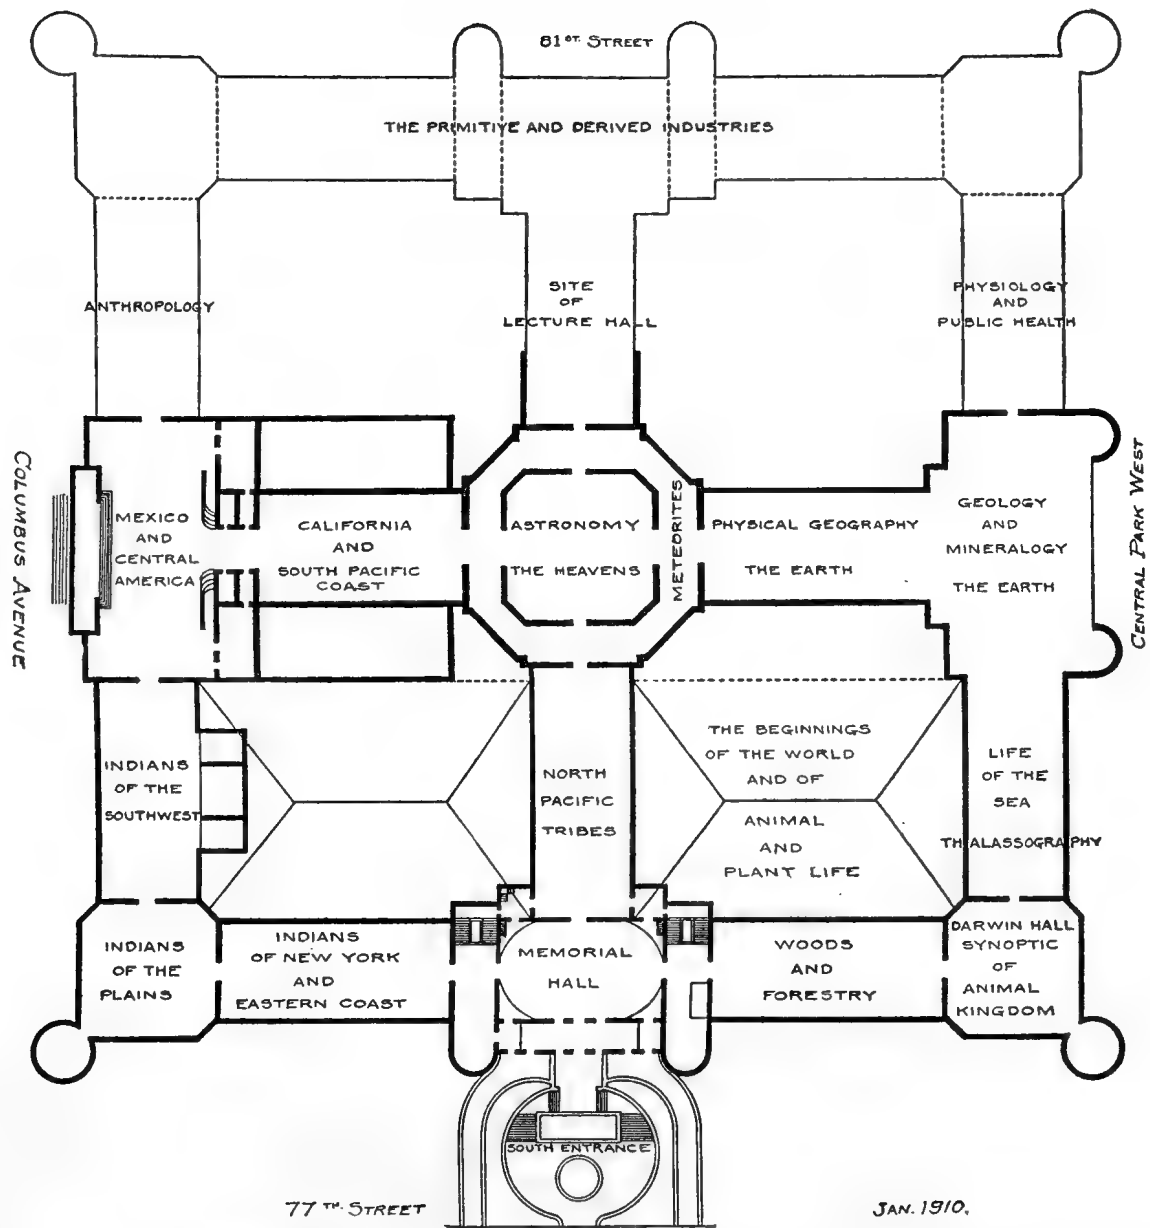 81ST. STREET
THE PRIMITIVE AND DERIVED INDUSTRIES
ANTHROPOLOGY
SITE
OF
LECTURE HALL
PHYSIOLOGY
AND
PUBLIC HEALTH
COLUMBUS AVENUE
MEXICO
AND
CENTRAL
AMERICA
CALIFORNIA
AND
SOUTH PACIFIC
COAST
ASTRONOMY
THE HEAVENS
METEORITES
PHYSICAL GEOGRAPHY
THE EARTH
GEOLOGY
AND
MINERALOGY
THE EARTH
CENTRAL PARK WEST
INDIANS
OF THE
SOUTHWEST
NORTH
PACIFIC
TRIBES
THE BEGINNINGS
OF THE WORLD
AND OF
ANIMAL
AND
PLANT LIFE
LIFE
OF THE
SEA
THALASSOGRAPHY
INDIANS
OF THE
PLAINS
INDIANS
OF NEW YORK
AND
EASTERN COAST
MEMORIAL
HALL
WOODS
AND
FORESTRY
DARWIN HALL
SYNOPTIC
OF
ANIMAL
KINGDOM
SOUTH ENTRANCE
77TH. STREET
JAN. 1910.